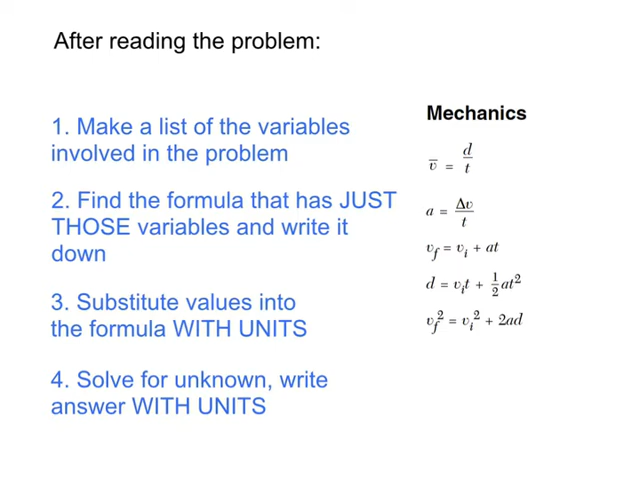 After reading the problem:
1. Make a list of the variables
involved in the problem
2. Find the formula that has JUST
THOSE variables and write it
down
3. Substitute values into
the formula WITH UNITS
4. Solve for unknown, write
answer WITH UNITS
Mechanics
v̅ = d/t
a = Δv/t
v_f = v_i + at
d = v_i t + 1/2 at²
v_f² = v_i² + 2ad